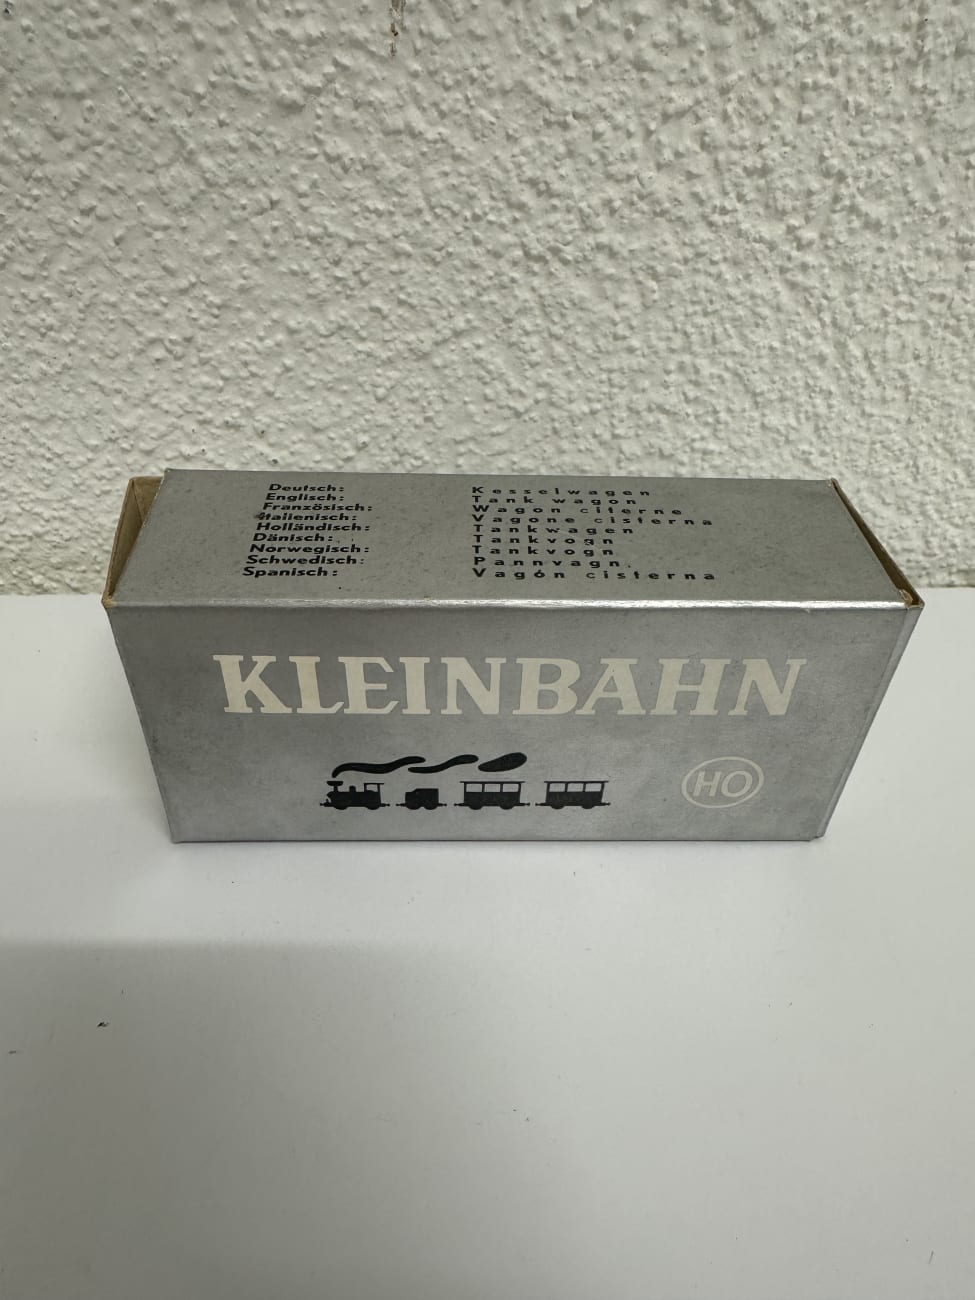 Deutsch: Kesselwagen
Englisch: Tank wagon
Französisch: Wagon citerne
Italienisch: Vagone cisterna
Holländisch: Tankwagen
Dänisch: Tankvogn
Norwegisch: Tankvogn
Schwedisch: Pannvagn
Spanisch: Vagón cisterna
KLEINBAHN
HO